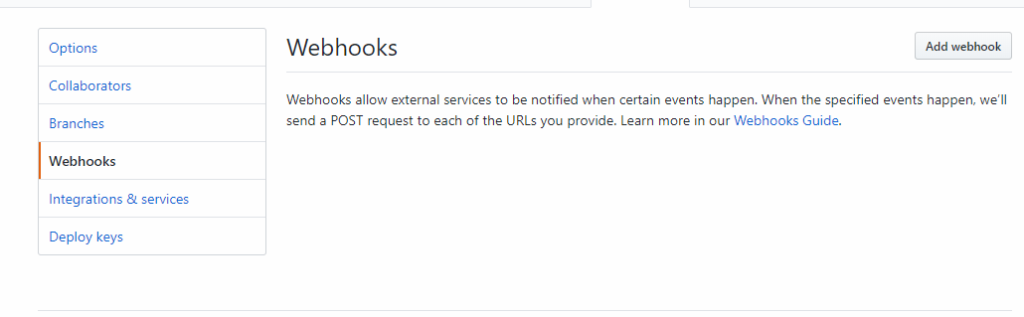 Options
Collaborators
Branches
Webhooks
Integrations & services
Deploy keys
Webhooks
Add webhook
Webhooks allow external services to be notified when certain events happen. When the specified events happen, we'll
send a POST request to each of the URLs you provide. Learn more in our Webhooks Guide.